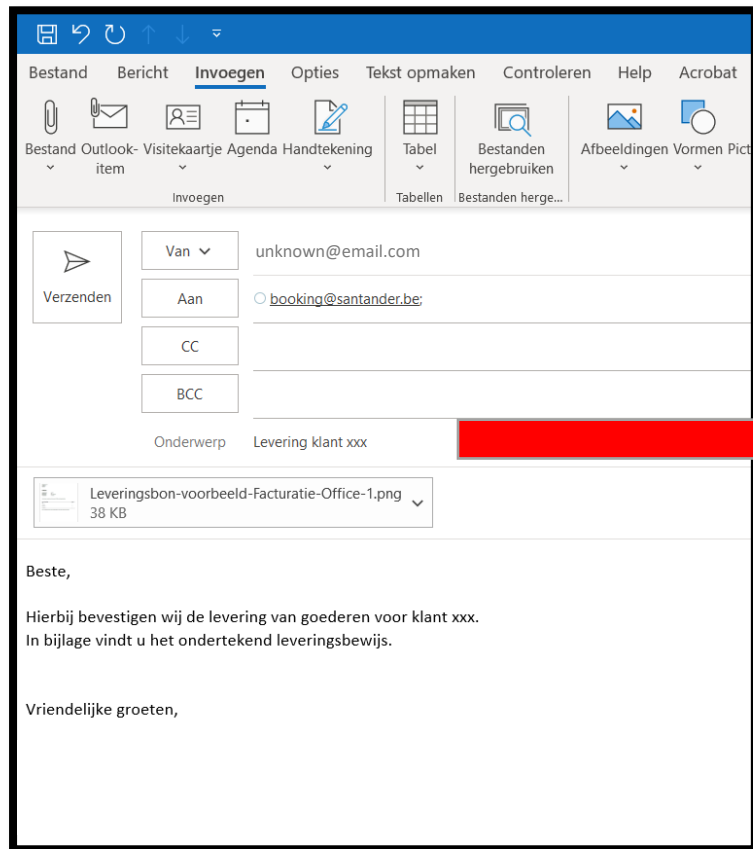 Bestand Bericht Invoegen Opties Tekst opmaken Controleren Help Acrobat
Bestand Outlook- Visitekaartje Agenda Handtekening Tabel Bestanden Afbeeldingen Vormen Pict
item hergebruiken
Invoegen Tabellen Bestanden herge...
Van unknown@email.com
Verzenden
Aan booking@santander.be;
CC
BCC
Onderwerp Levering klant xxx
Leveringsbon-voorbeeld-Facturatie-Office-1.png
38 KB
Beste,
Hierbij bevestigen wij de levering van goederen voor klant xxx.
In bijlage vindt u het ondertekend leveringsbewijs.
Vriendelijke groeten,